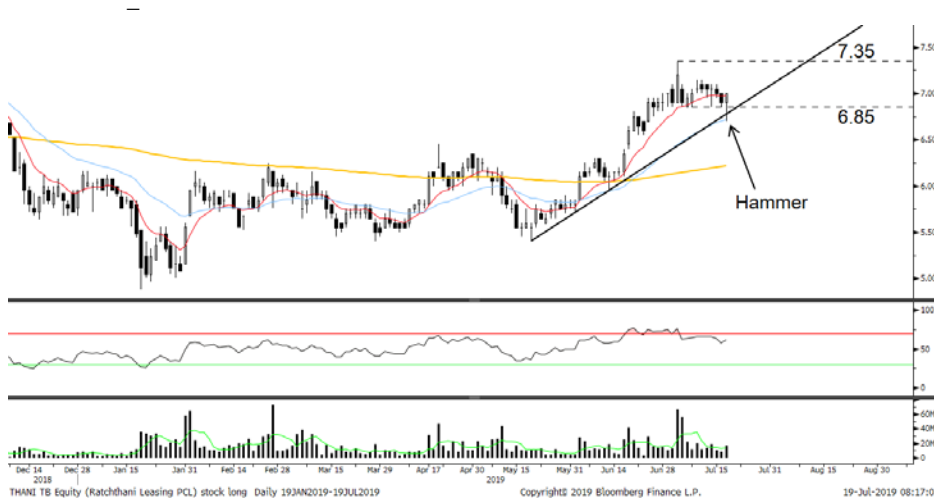 7.50
7.35
7.00
6.85
6.50
Hammer
6.00
5.50
5.00
100
50
0
60M
40M
20M
0
Dec 14 Dec 28 Jan 15 Jan 31 Feb 14 Feb 28 Mar 15 Mar 29 Apr 17 Apr 30 May 15 May 31 Jun 14 Jun 28 Jul 15 Jul 31 Aug 15 Aug 30
2018 2019
THANI TB Equity (Ratchthani Leasing PCL) stock long Daily 19JAN2019-19JUL2019 Copyright© 2019 Bloomberg Finance L.P. 19-Jul-2019 08:17:0